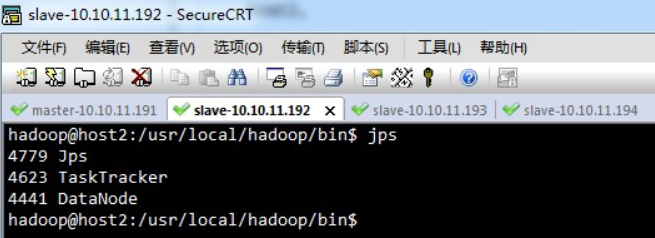 slave-10.10.11.192 - SecureCRT
文件(F) 编辑(E) 查看(V) 选项(O) 传输(T) 脚本(S) 工具(L) 帮助(H)
master-10.10.11.191 slave-10.10.11.192 x slave-10.10.11.193 slave-10.10.11.194
hadoop@host2:/usr/local/hadoop/bin$ jps
4779 Jps
4623 TaskTracker
4441 DataNode
hadoop@host2:/usr/local/hadoop/bin$